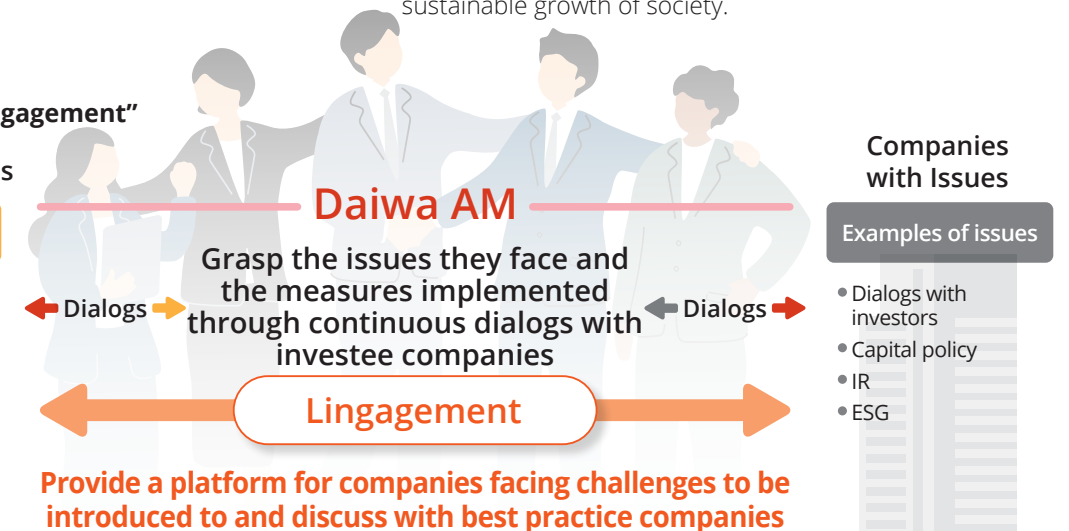 sustainable growth of society.
gagement”
s
Daiwa AM
Grasp the issues they face and
the measures implemented
through continuous dialogs with
investee companies
Dialogs
Dialogs
Lingagement
Provide a platform for companies facing challenges to be
introduced to and discuss with best practice companies
Companies
with Issues
Examples of issues
• Dialogs with
investors
• Capital policy
• IR
• ESG